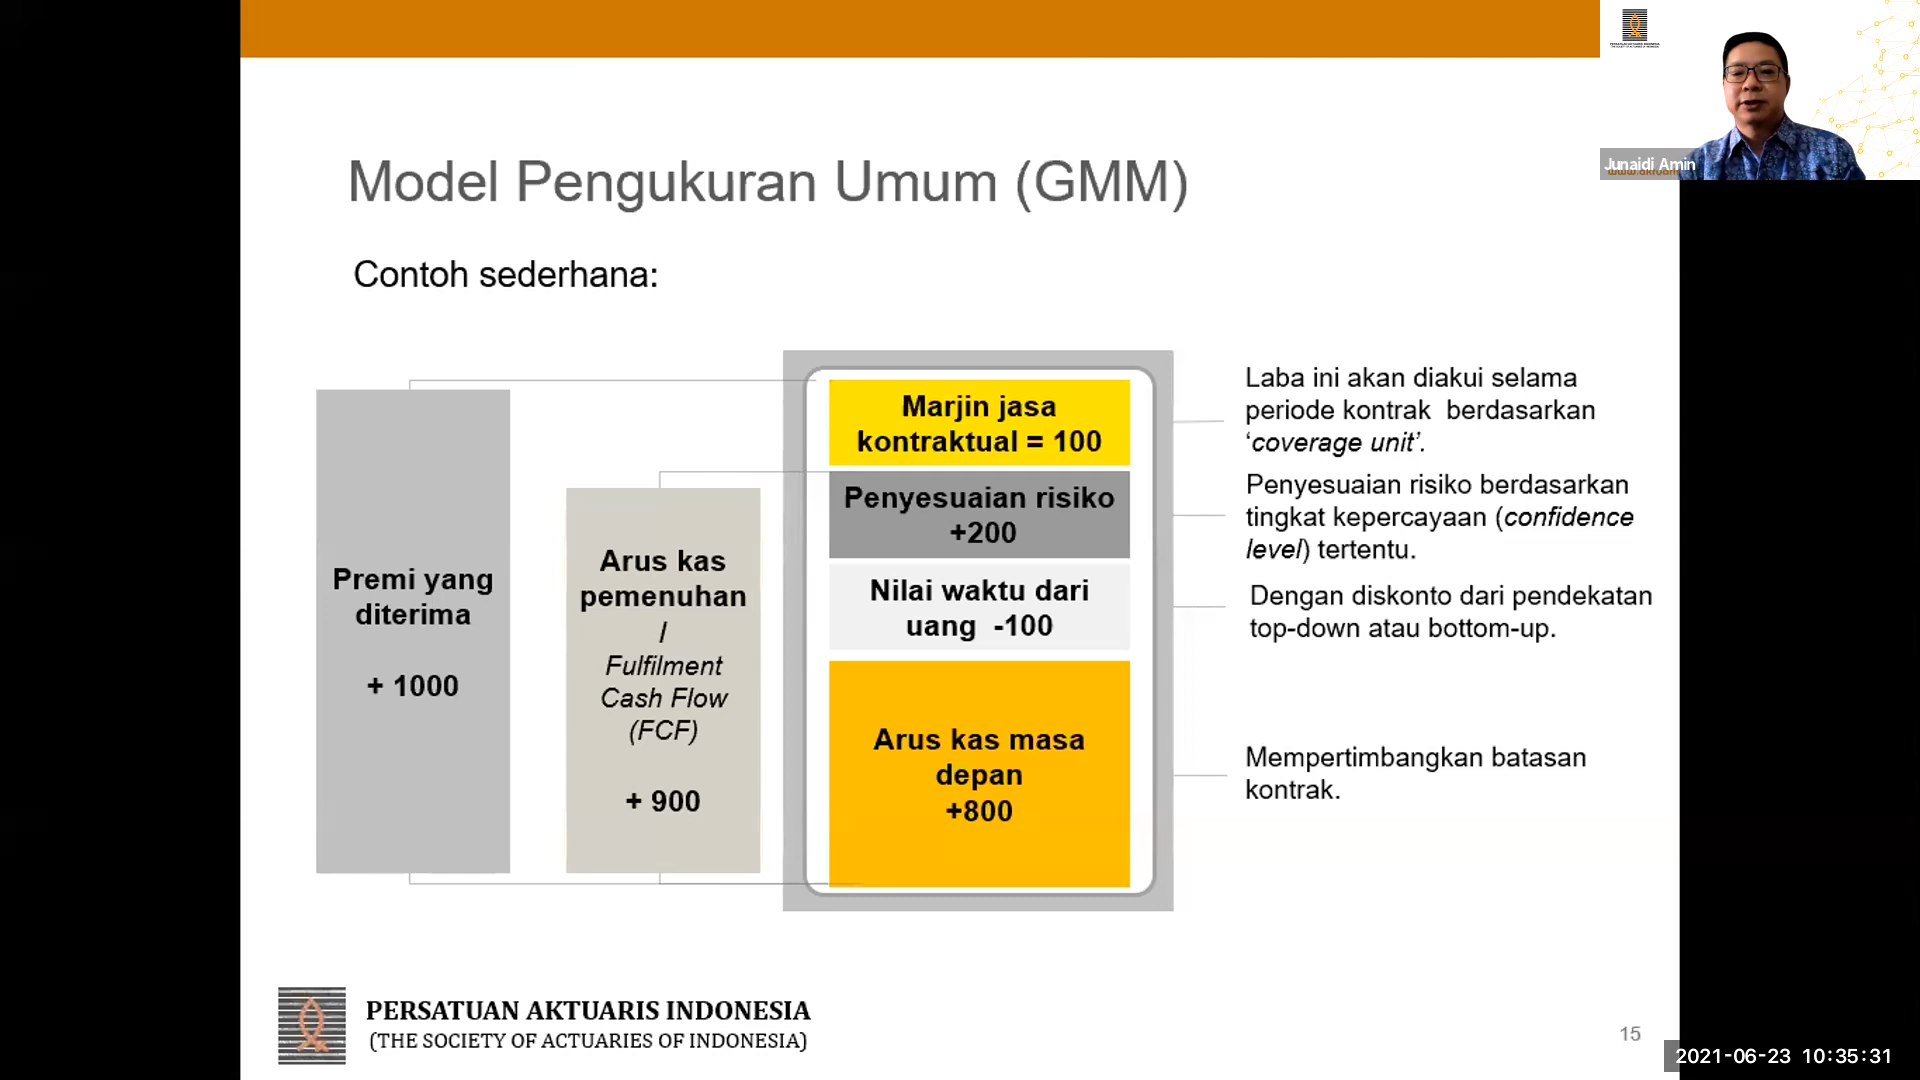 Model Pengukuran Umum (GMM)
Contoh sederhana:
Premi yang
diterima
+ 1000
Arus kas
pemenuhan
/
Fulfilment
Cash Flow
(FCF)
+ 900
Marjin jasa
kontraktual = 100
Penyesuaian risiko
+200
Nilai waktu dari
uang -100
Arus kas masa
depan
+800
Laba ini akan diakui selama
periode kontrak berdasarkan
‘coverage unit’.
Penyesuaian risiko berdasarkan
tingkat kepercayaan (confidence
level) tertentu.
Dengan diskonto dari pendekatan
top-down atau bottom-up.
Mempertimbangkan batasan
kontrak.
PERSATUAN AKTUARIS INDONESIA
(THE SOCIETY OF ACTUARIES OF INDONESIA)
15
Junaidi Amin
2021-06-23 10:35:31